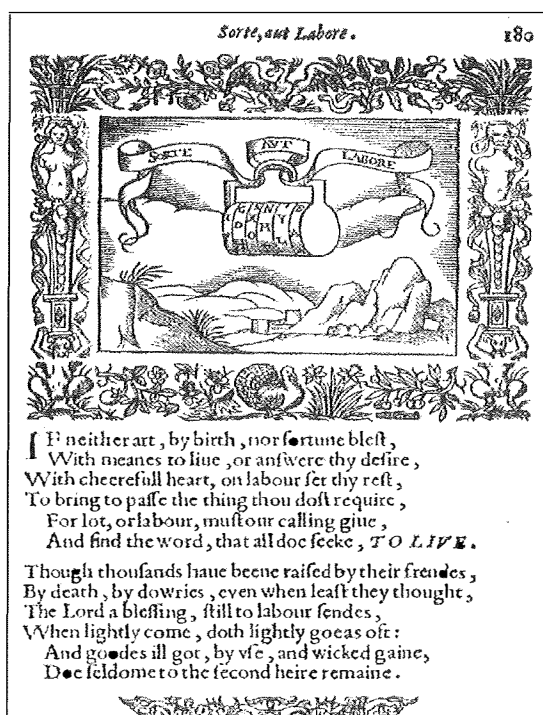 Sorte, aut Labore. 180
SORTE AVT LABORE
IF neither art, by birth, nor fortune blest,
With meanes to liue, or answere thy desire,
With cheerefull heart, on labour set thy rest,
To bring to passe the thing thou dost require,
For lot, or labour, must our calling giue,
And find the word, that all doe seeke, TO LIVE.
Though thousands haue beene raised by their frendes,
By death, by dowries, even when least they thought,
The Lord a blessing, still to labour sendes,
When lightly come, doth lightly goe as oft:
And goodes ill got, by vse, and wicked gaine,
Doe seldome to the second heire remaine.